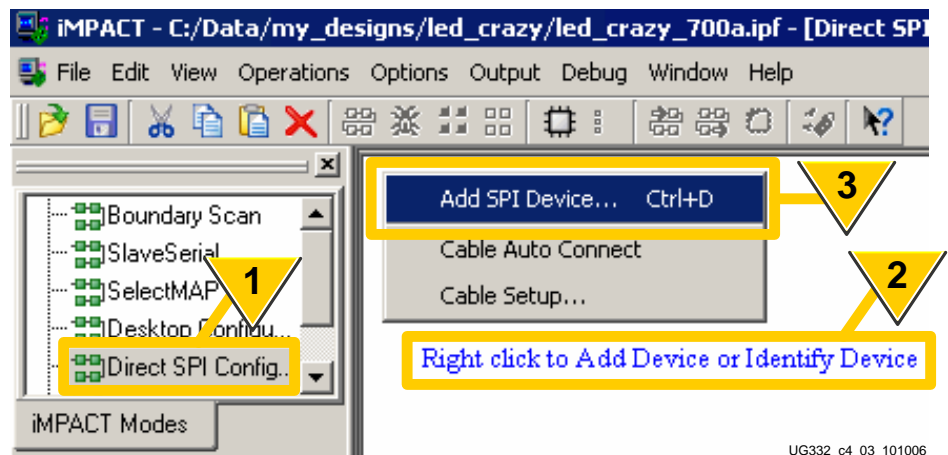 iMPACT - C:/Data/my_designs/led_crazy/led_crazy_700a.ipf - [Direct SPI
File Edit View Operations Options Output Debug Window Help
Boundary Scan
SlaveSerial
SelectMAP
Desktop Configu...
Direct SPI Config..
iMPACT Modes
1
Add SPI Device... Ctrl+D
Cable Auto Connect
Cable Setup...
3
2
Right click to Add Device or Identify Device
UG332_c4_03_101006